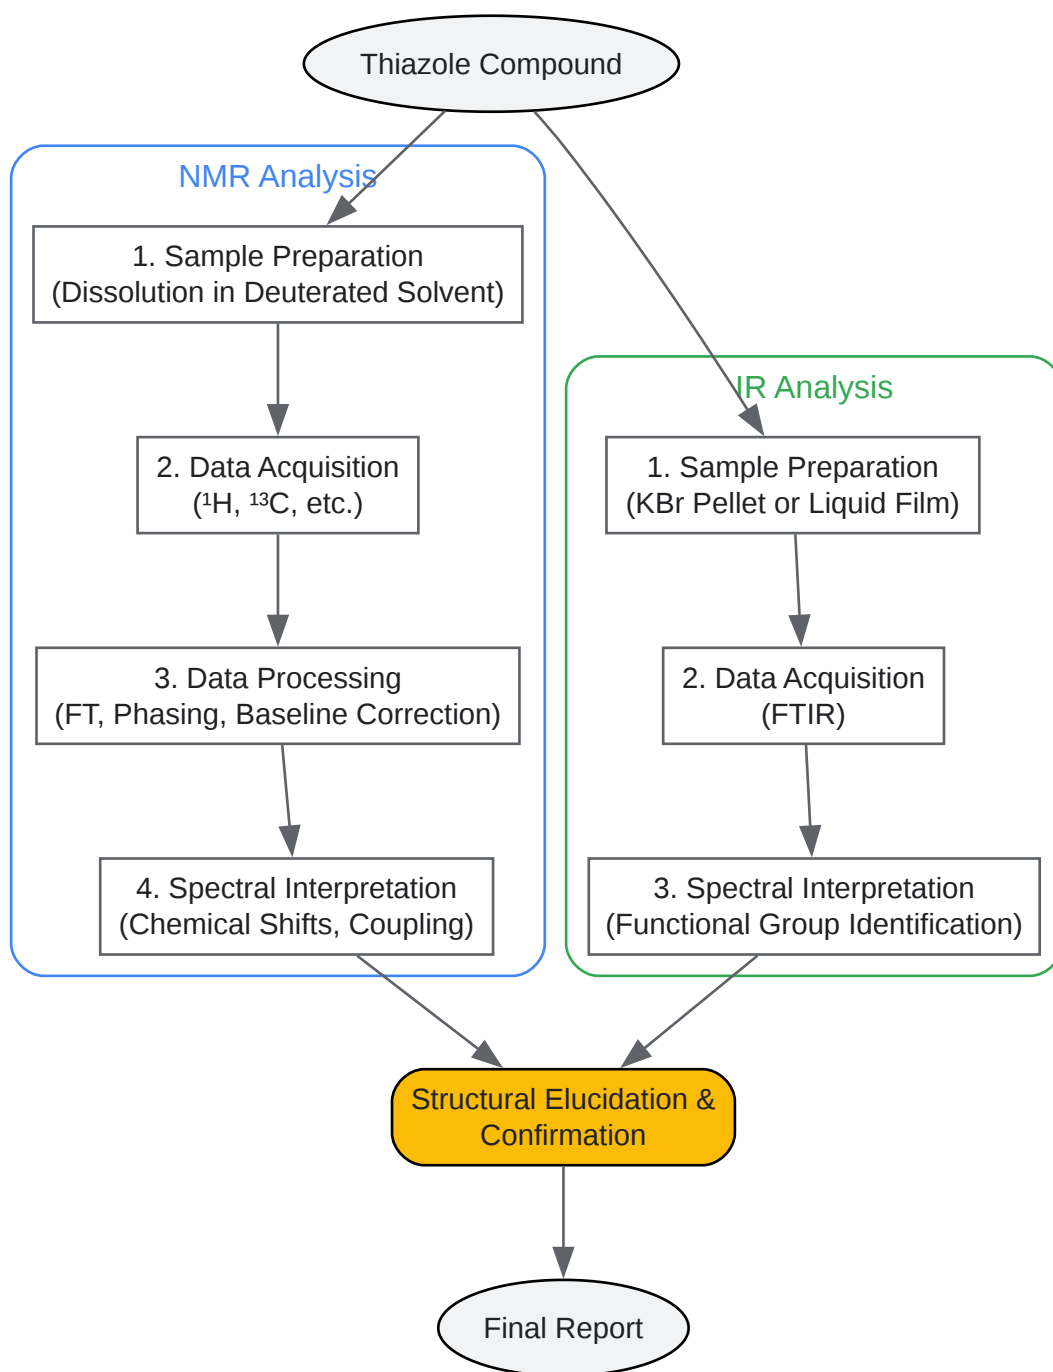 Thiazole Compound
NMR Analysis
1. Sample Preparation
(Dissolution in Deuterated Solvent)
2. Data Acquisition
(¹H, ¹³C, etc.)
3. Data Processing
(FT, Phasing, Baseline Correction)
4. Spectral Interpretation
(Chemical Shifts, Coupling)
IR Analysis
1. Sample Preparation
(KBr Pellet or Liquid Film)
2. Data Acquisition
(FTIR)
3. Spectral Interpretation
(Functional Group Identification)
Structural Elucidation &
Confirmation
Final Report